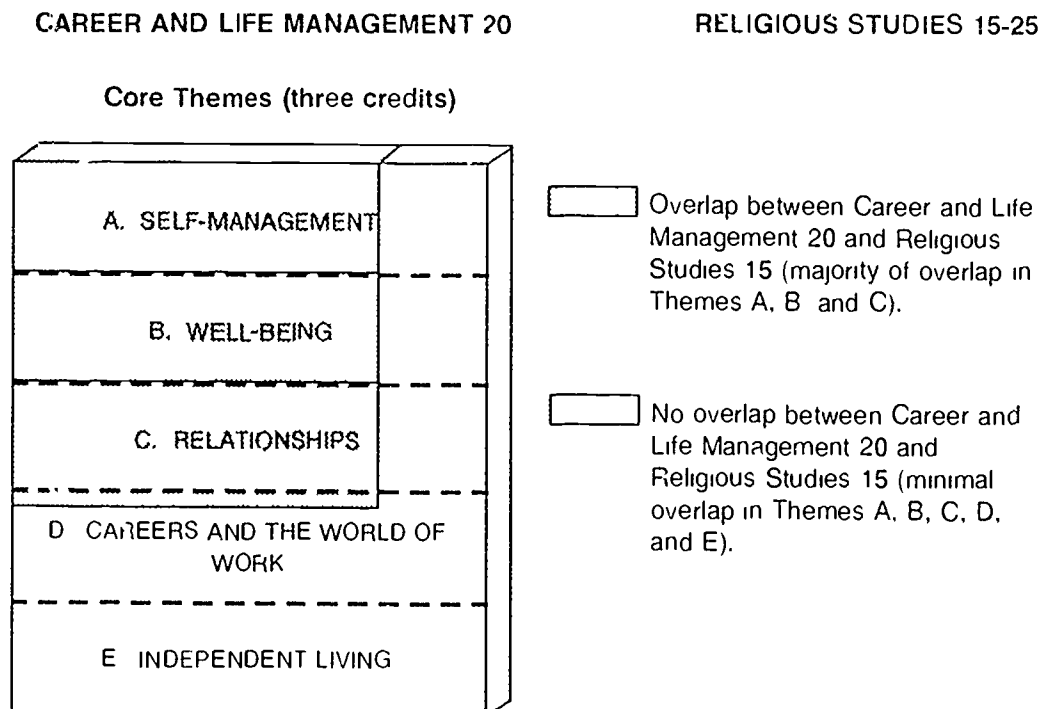 CAREER AND LIFE MANAGEMENT 20
RELIGIOUS STUDIES 15-25
Core Themes (three credits)
A. SELF-MANAGEMENT
B. WELL-BEING
C. RELATIONSHIPS
D CAREERS AND THE WORLD OF
WORK
E INDEPENDENT LIVING
Overlap between Career and Life
Management 20 and Religious
Studies 15 (majority of overlap in
Themes A, B and C).
No overlap between Career and
Life Management 20 and
Religious Studies 15 (minimal
overlap in Themes A, B, C, D,
and E).